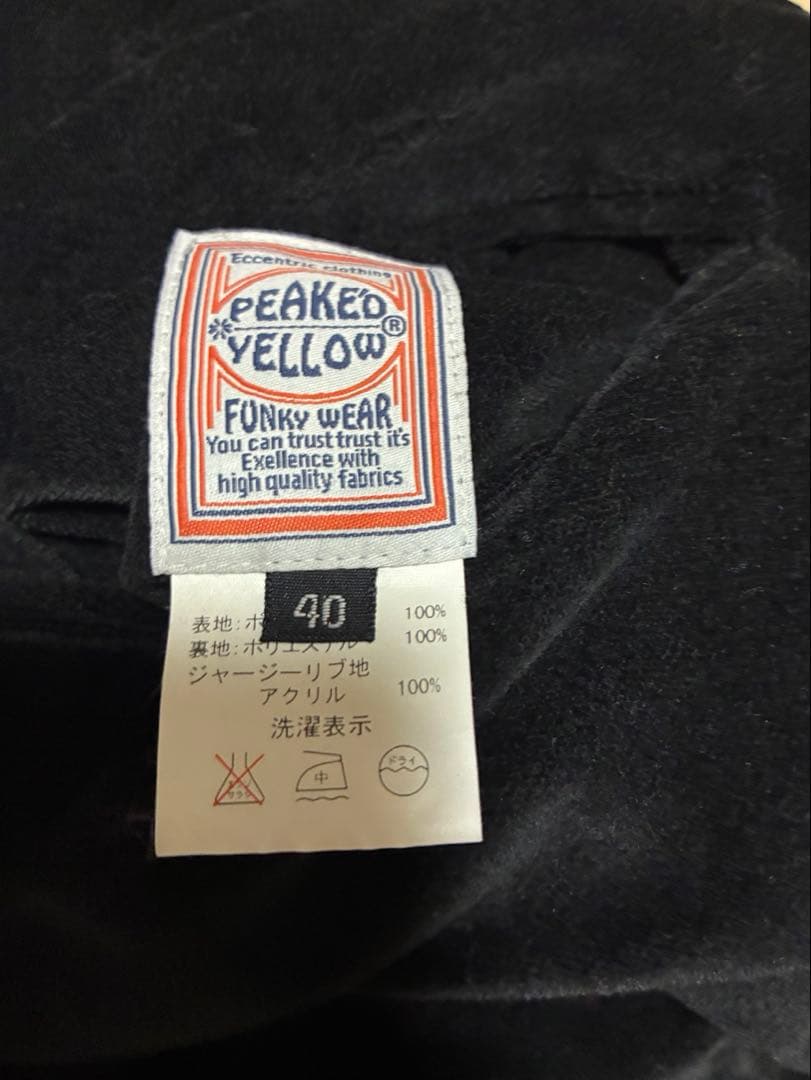 Eccentric clothing
PEAKE'D
YELLOW ®
FUNKY WEAR
You can trust trust it's
Exellence with
high quality fabrics
40
表地:ポ 100%
裏地:ポリエステル 100%
ジャージーリブ地
アクリル 100%
洗濯表示
中
ドライ